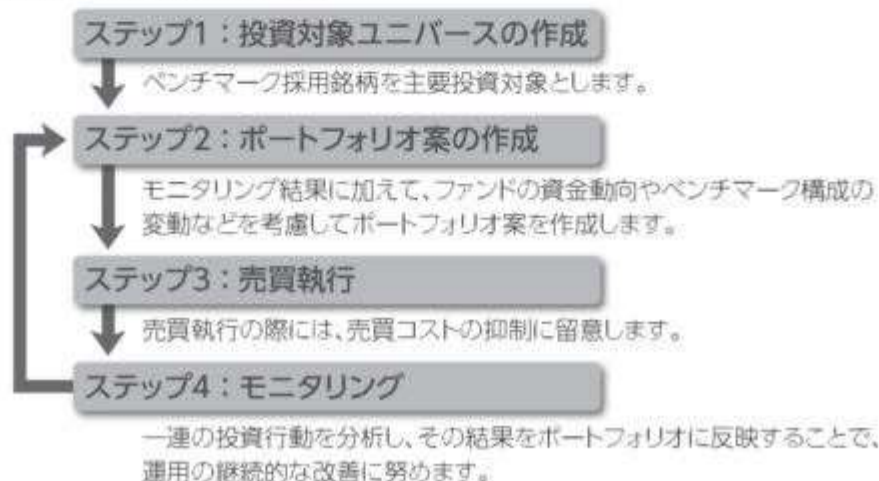 ステップ1：投資対象ユニバースの作成
ベンチマーク採用銘柄を主要投資対象とします。
ステップ2：ポートフォリオ案の作成
モニタリング結果に加えて、ファンドの資金動向やベンチマーク構成の
変動などを考慮してポートフォリオ案を作成します。
ステップ3：売買執行
売買執行の際には、売買コストの抑制に留意します。
ステップ4：モニタリング
一連の投資行動を分析し、その結果をポートフォリオに反映することで、
運用の継続的な改善に努めます。